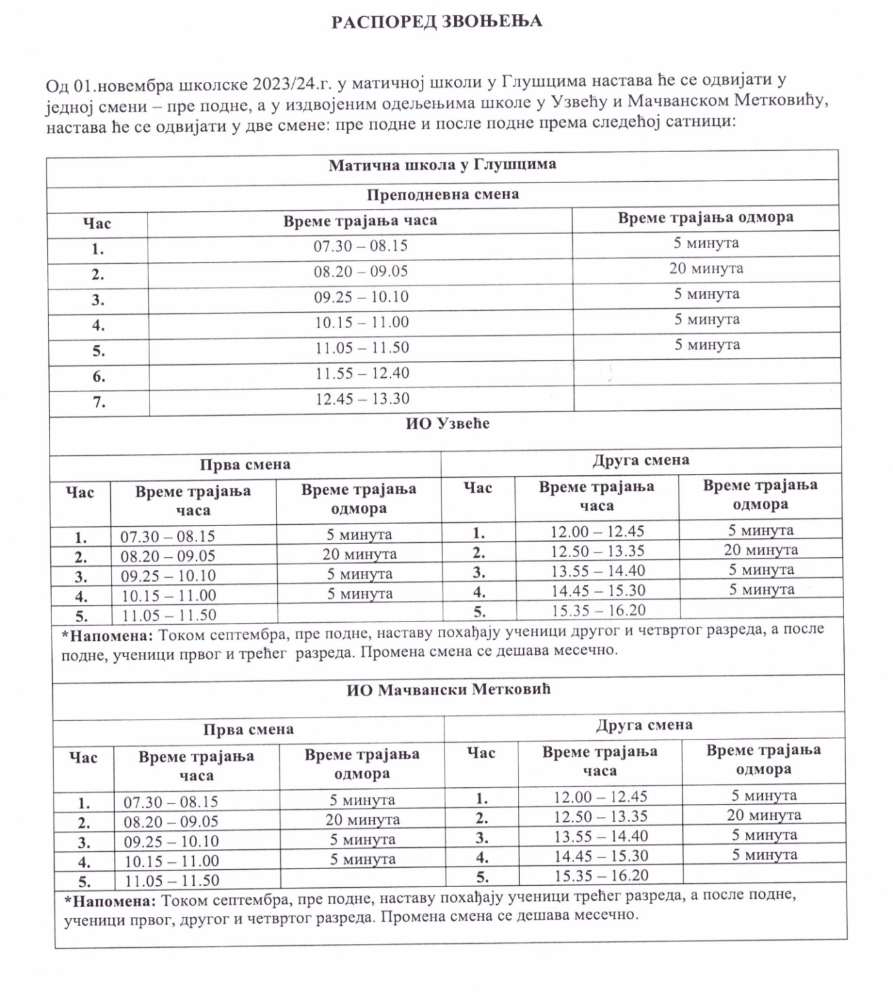 РАСПОРЕД ЗВОЊЕЊА
Од 01.новембра школске 2023/24.г. у матичној школи у Глушцима настава ће се одвијати у
једној смени – пре подне, а у издвојеним одељењима школе у Узвећу и Мачванском Метковићу,
настава ће се одвијати у две смене: пре подне и после подне према следећој сатници:
Матична школа у Глушцима
Преподневна смена
Час Време трајања часа Време трајања одмора
1. 07.30 – 08.15 5 минута
2. 08.20 – 09.05 20 минута
3. 09.25 – 10.10 5 минута
4. 10.15 – 11.00 5 минута
5. 11.05 – 11.50 5 минута
6. 11.55 – 12.40
7. 12.45 – 13.30
ИО Узвеће
Прва смена Друга смена
Час Време трајања Време трајања Час Време трајања Време трајања
часа одмора часа одмора
1. 07.30 – 08.15 5 минута 1. 12.00 – 12.45 5 минута
2. 08.20 – 09.05 20 минута 2. 12.50 – 13.35 20 минута
3. 09.25 – 10.10 5 минута 3. 13.55 – 14.40 5 минута
4. 10.15 – 11.00 5 минута 4. 14.45 – 15.30 5 минута
5. 11.05 – 11.50 5. 15.35 – 16.20
*Напомена: Током септембра, пре подне, наставу похађају ученици другог и четвртог разреда, а после
подне, ученици првог и трећег разреда. Промена смена се дешава месечно.
ИО Мачвански Метковић
Прва смена Друга смена
Час Време трајања Време трајања Час Време трајања Време трајања
часа одмора часа одмора
1. 07.30 – 08.15 5 минута 1. 12.00 – 12.45 5 минута
2. 08.20 – 09.05 20 минута 2. 12.50 – 13.35 20 минута
3. 09.25 – 10.10 5 минута 3. 13.55 – 14.40 5 минута
4. 10.15 – 11.00 5 минута 4. 14.45 – 15.30 5 минута
5. 11.05 – 11.50 5. 15.35 – 16.20
*Напомена: Током септембра, пре подне, наставу похађају ученици трећег разреда, а после подне,
ученици првог, другог и четвртог разреда. Промена смена се дешава месечно.